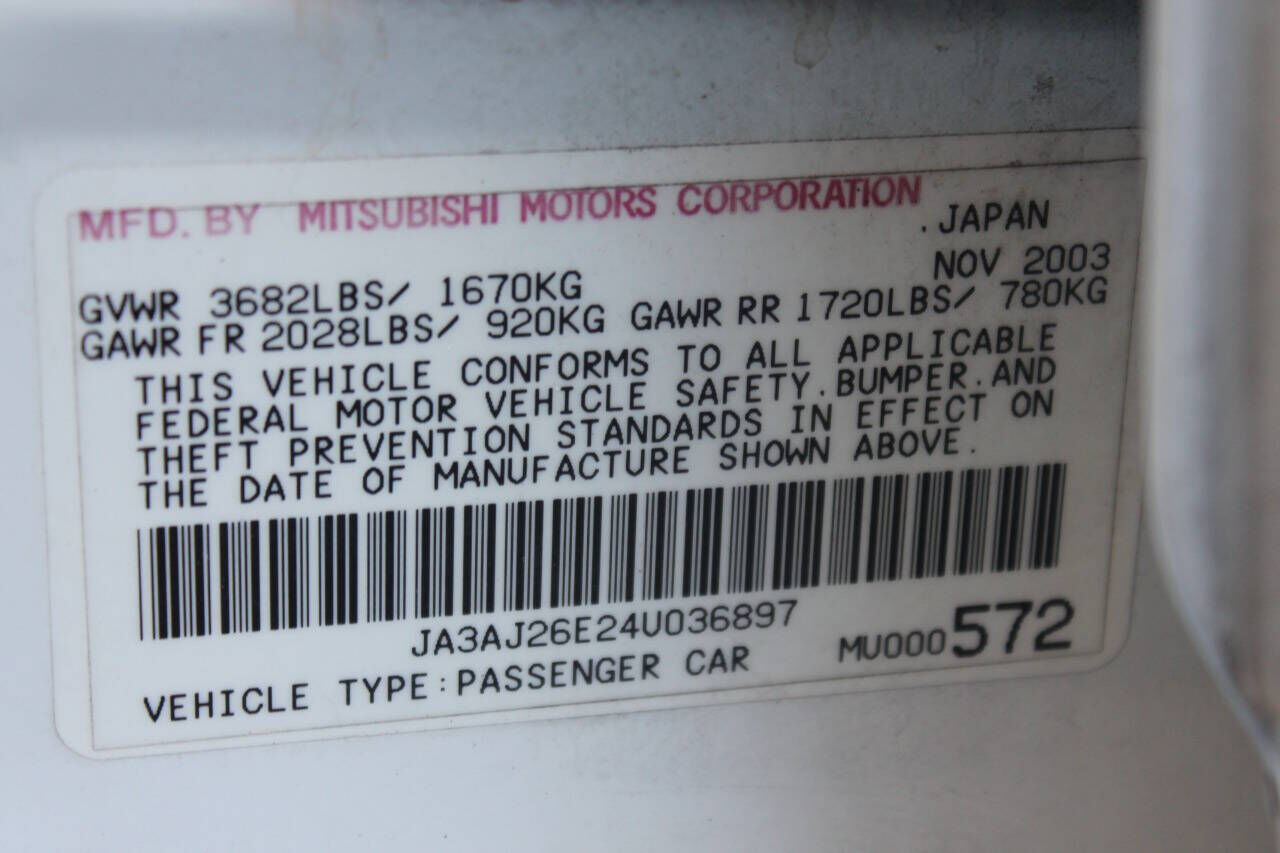 MFD. BY MITSUBISHI MOTORS CORPORATION
.JAPAN
NOV 2003
GVWR 3682LBS/ 1670KG
GAWR FR 2028LBS/ 920KG GAWR RR 1720LBS/ 780KG
THIS VEHICLE CONFORMS TO ALL APPLICABLE
FEDERAL MOTOR VEHICLE SAFETY.BUMPER.AND
THEFT PREVENTION STANDARDS IN EFFECT ON
THE DATE OF MANUFACTURE SHOWN ABOVE.
JA3AJ26E24U036897
MU000572
VEHICLE TYPE:PASSENGER CAR